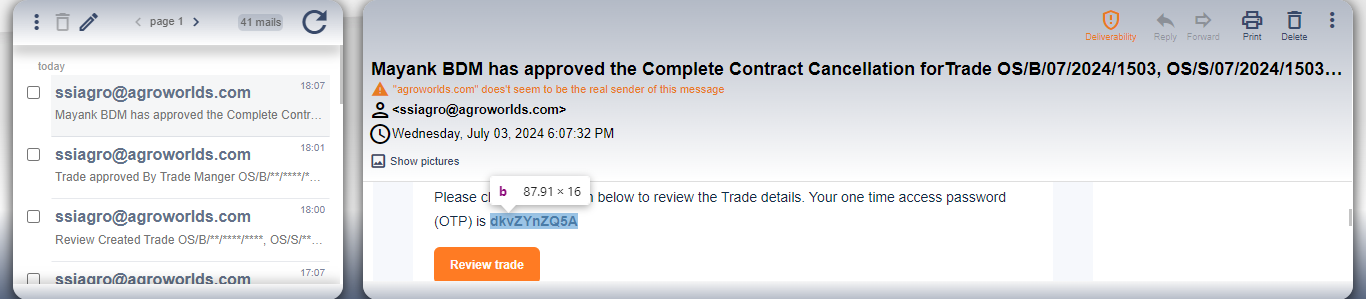 page 1
41 mails
today
ssiagro@agroworlds.com
18:07
Mayank BDM has approved the Complete Contr...
ssiagro@agroworlds.com
18:01
Trade approved By Trade Manger OS/B/**/****/*...
ssiagro@agroworlds.com
18:00
Review Created Trade OS/B/**/****/****, OS/S/**...
ssiagro@agroworlds.com
17:07
Deliverability
Reply
Forward
Print
Delete
Mayank BDM has approved the Complete Contract Cancellation forTrade OS/B/07/2024/1503, OS/S/07/2024/1503...
"agroworlds.com" does't seem to be the real sender of this message
<ssiagro@agroworlds.com>
Wednesday, July 03, 2024 6:07:32 PM
Show pictures
b 87.91 × 16
Please below to review the Trade details. Your one time access password
(OTP) is dkvZYnZQ5A
Review trade